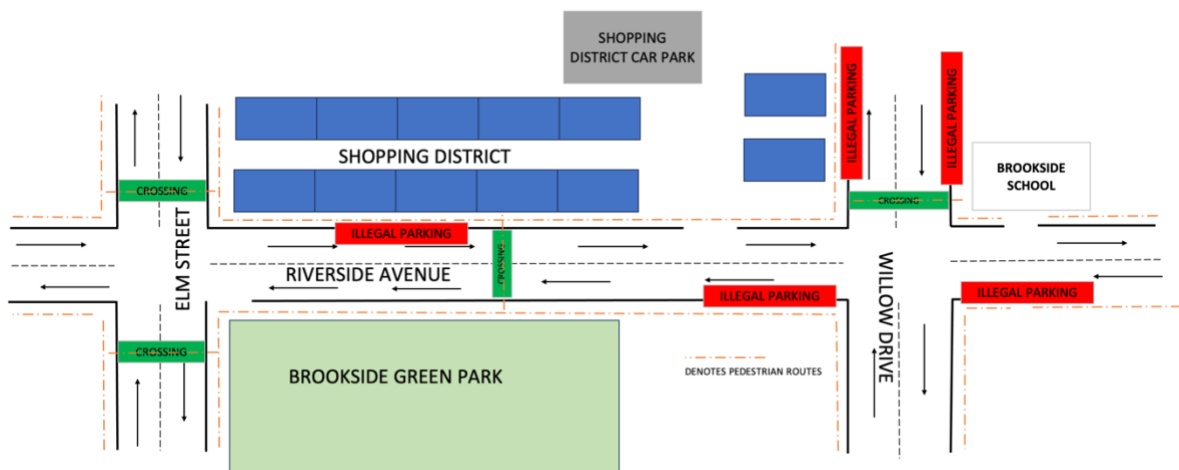 SHOPPING
DISTRICT CAR PARK
ILLEGAL PARKING
ILLEGAL PARKING
SHOPPING DISTRICT
BROOKSIDE
SCHOOL
CROSSING
CROSSING
ELM STREET
ILLEGAL PARKING
CROSSING
RIVERSIDE AVENUE
WILLOW DRIVE
ILLEGAL PARKING
ILLEGAL PARKING
CROSSING
BROOKSIDE GREEN PARK
DENOTES PEDESTRIAN ROUTES